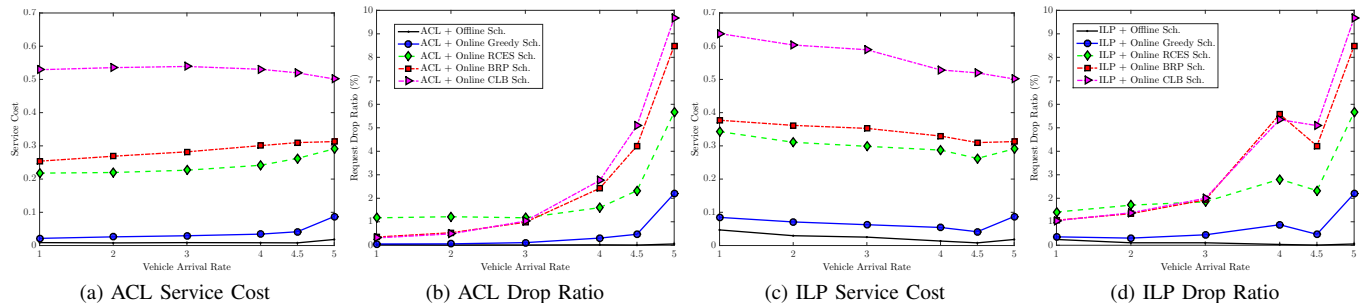 0.7
0.6
0.5
0.4
0.3
0.2
0.1
0
Service Cost
1
2
3
4
4.5
5
Vehicle Arrival Rate
(a) ACL Service Cost
10
9
8
7
6
5
4
3
2
1
0
Request Drop Ratio (%)
ACL + Offline Sch.
ACL + Online Greedy Sch.
ACL + Online RCES Sch.
ACL + Online BRP Sch.
ACL + Online CLB Sch.
1
2
3
4
4.5
5
Vehicle Arrival Rate
(b) ACL Drop Ratio
0.7
0.6
0.5
0.4
0.3
0.2
0.1
0
Service Cost
1
2
3
4
4.5
5
Vehicle Arrival Rate
(c) ILP Service Cost
10
9
8
7
6
5
4
3
2
1
0
Request Drop Ratio (%)
ILP + Offline Sch.
ILP + Online Greedy Sch.
ILP + Online RCES Sch.
ILP + Online BRP Sch.
ILP + Online CLB Sch.
1
2
3
4
4.5
5
Vehicle Arrival Rate
(d) ILP Drop Ratio